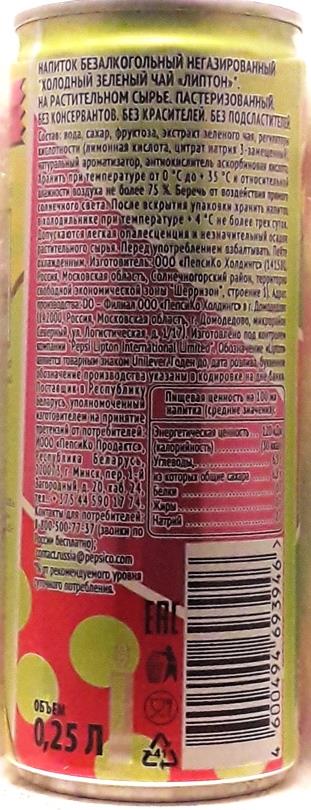 НАПИТОК БЕЗАЛКОГОЛЬНЫЙ НЕГАЗИРОВАННЫЙ
"ХОЛОДНЫЙ ЗЕЛЕНЫЙ ЧАЙ «ЛИПТОН»".
НА РАСТИТЕЛЬНОМ СЫРЬЕ. ПАСТЕРИЗОВАННЫЙ.
БЕЗ КОНСЕРВАНТОВ. БЕЗ КРАСИТЕЛЕЙ. БЕЗ ПОДСЛАСТИТЕЛЕЙ
Состав: вода, сахар, фруктоза, экстракт зеленого чая, регуляторы
кислотности (лимонная кислота, цитрат натрия 3-замещенный),
натуральный ароматизатор, антиокислитель аскорбиновая кислота.
Хранить при температуре от 0 °C до + 35 °C и относительной
влажности воздуха не более 75 %. Беречь от воздействия прямого
солнечного света. После вскрытия упаковки хранить напиток
в холодильнике при температуре + 4 °C не более трех суток.
Допускаются легкая опалесценция и незначительный осадок
растительного сырья. Перед употреблением взбалтывать. Пейте
охлажденным. Изготовитель: ООО «ПепсиКо Холдингс» (141580,
Россия, Московская область, Солнечногорский район, территория
свободной экономической зоны "Шерризон", строение 1). Адрес
производства: DO – Филиал ООО «ПепсиКо Холдингс» в г. Домодедово
(142000, Россия, Московская область, г. Домодедово, микрорайон
Северный, ул. Логистическая, д. 1/17). Изготовлено под контролем
компании "Pepsi Lipton International Limited". Обозначение «Lipton»
является товарным знаком Unilever. Годен до, дата розлива, буквенное
обозначение производства указаны в кодировке на дне банки.
Поставщик в Республику
Беларусь, уполномоченный
изготовителем на принятие
претензий от потребителей:
ИООО «ПепсиКо Продактс»,
Республика Беларусь,
220013, г. Минск, пер. 1-й
Загородный, д. 20, каб. 24,
тел. + 375 44 590 17 74.
Контакты для потребителей:
8-800-500-77-37 (звонки по
России бесплатно);
contact.russia@pepsico.com
% от рекомендуемого уровня
суточного потребления.
Пищевая ценность на 100 мл
напитка (средние значения):
Энергетическая ценность
(калорийность)
Углеводы,
из которых общие сахара
Белки
Жиры
Натрий
EAC
41
ОБЪЕМ
0,25 Л
4 600494 693946 >